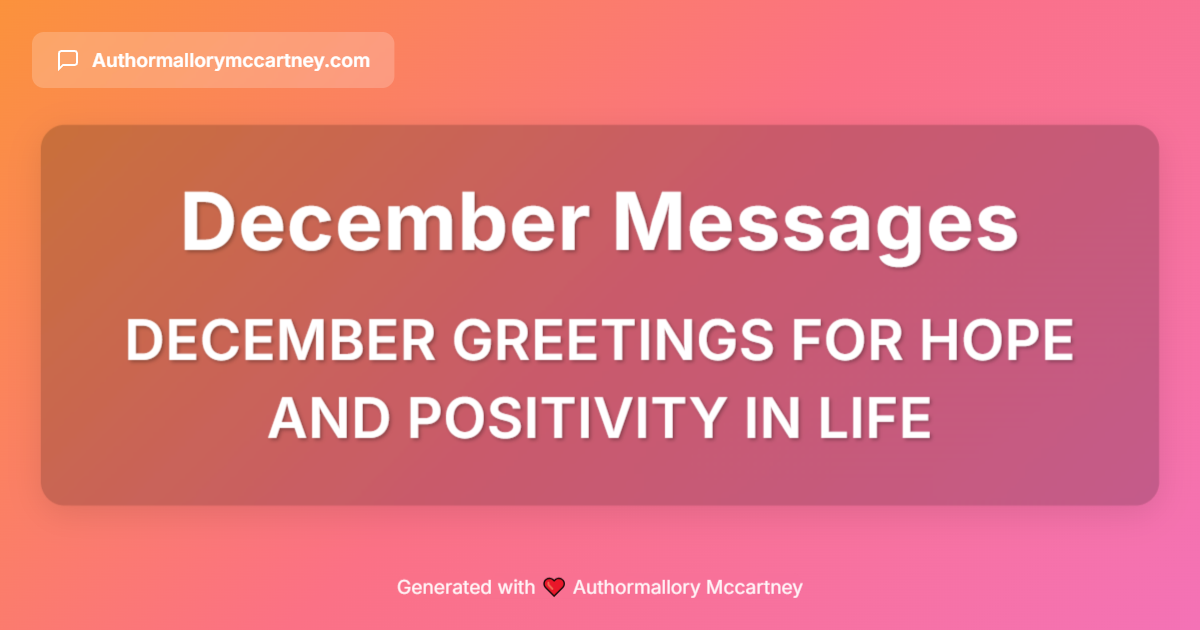 Authormallorymccartney.com
December Messages
DECEMBER GREETINGS FOR HOPE
AND POSITIVITY IN LIFE
Generated with ❤️ Authormallory Mccartney